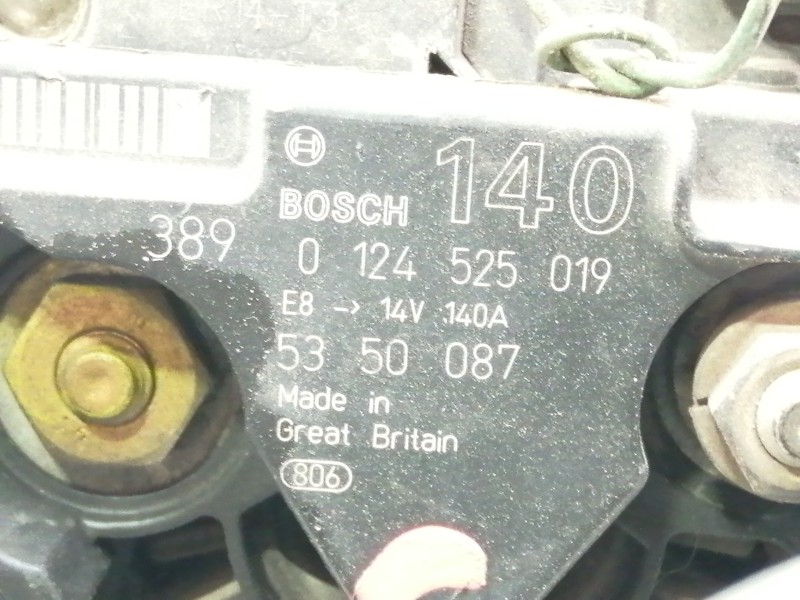 BOSCH 140
389 0 124 525 019
E8 → 14V 140A
53 50 087
Made in
Great Britain
806